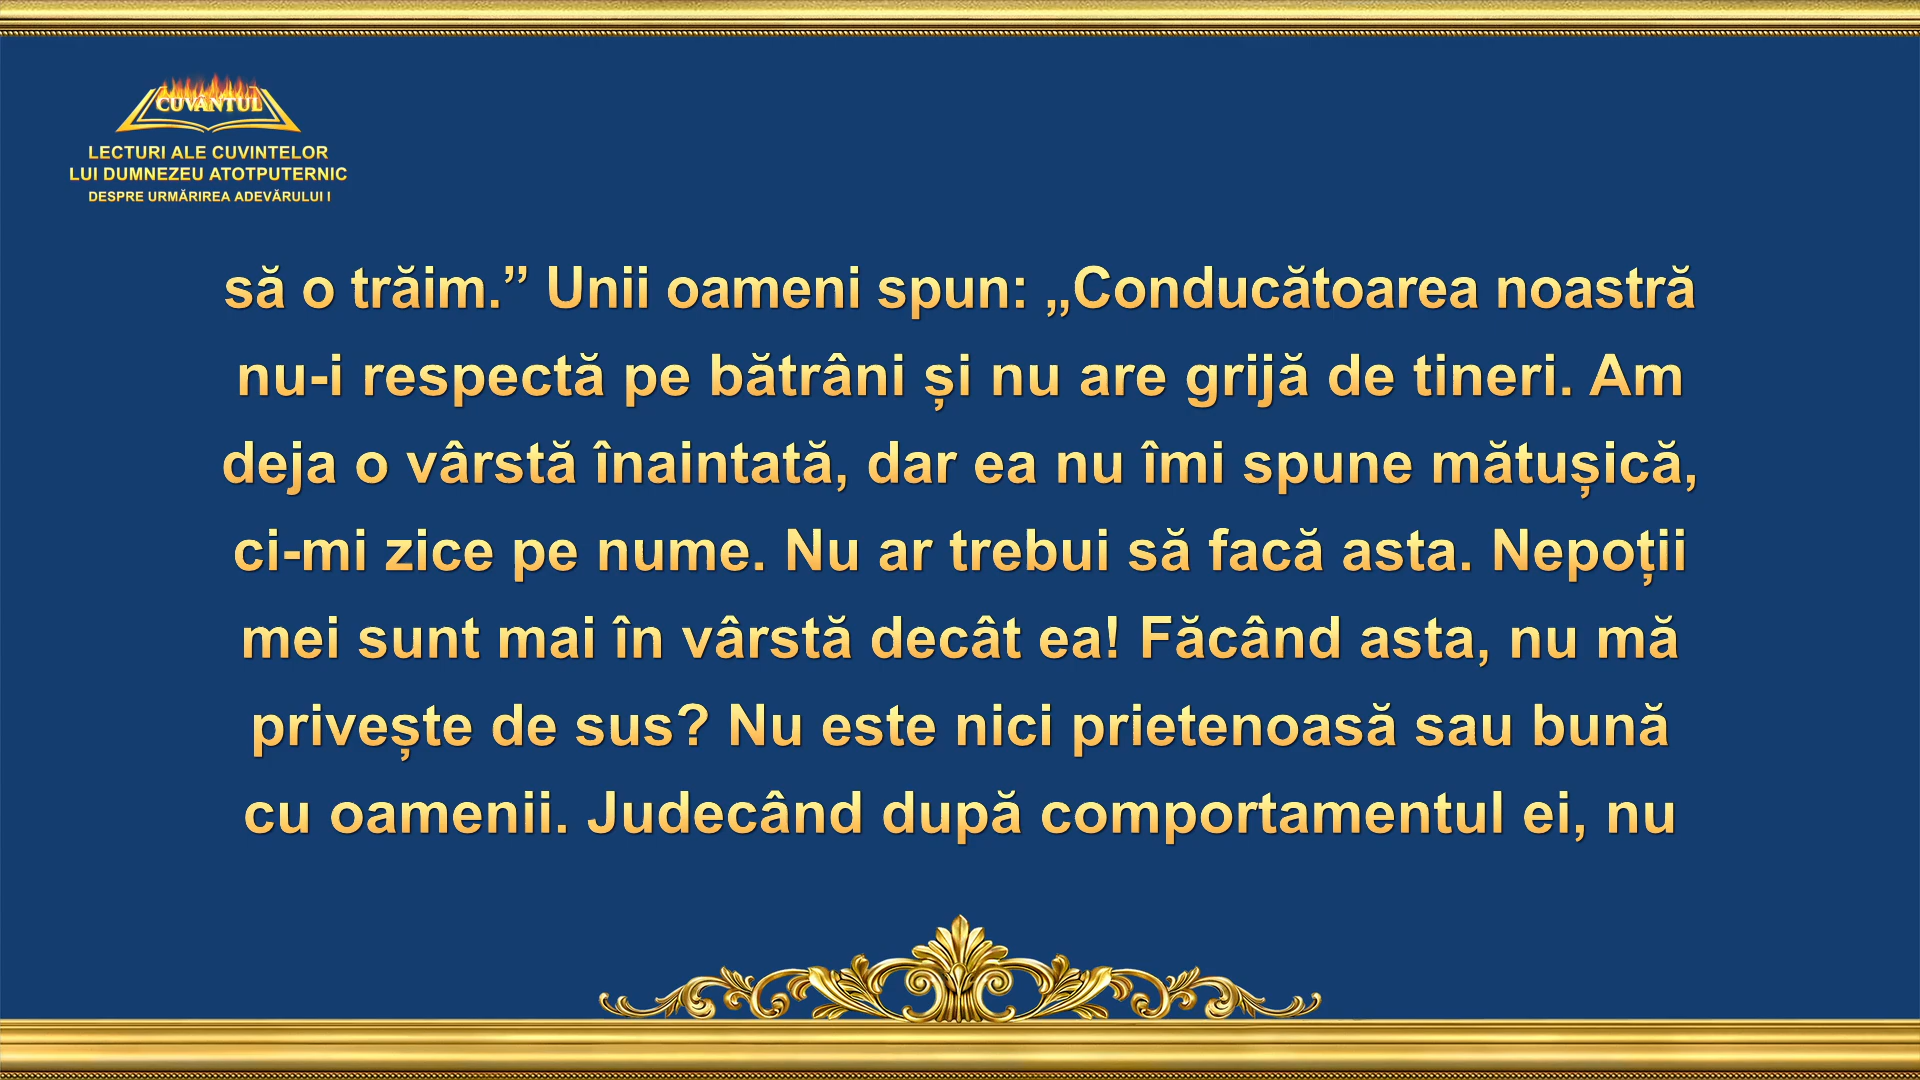 CUVÂNTUL
LECTURI ALE CUVINTELOR
LUI DUMNEZEU ATOTPUTERNIC
DESPRE URMĂRIREA ADEVĂRULUI I
să o trăim.” Unii oameni spun: „Conducătoarea noastră
nu-i respectă pe bătrâni și nu are grijă de tineri. Am
deja o vârstă înaintată, dar ea nu îmi spune mătușică,
ci-mi zice pe nume. Nu ar trebui să facă asta. Nepoții
mei sunt mai în vârstă decât ea! Făcând asta, nu mă
privește de sus? Nu este nici prietenoasă sau bună
cu oamenii. Judecând după comportamentul ei, nu